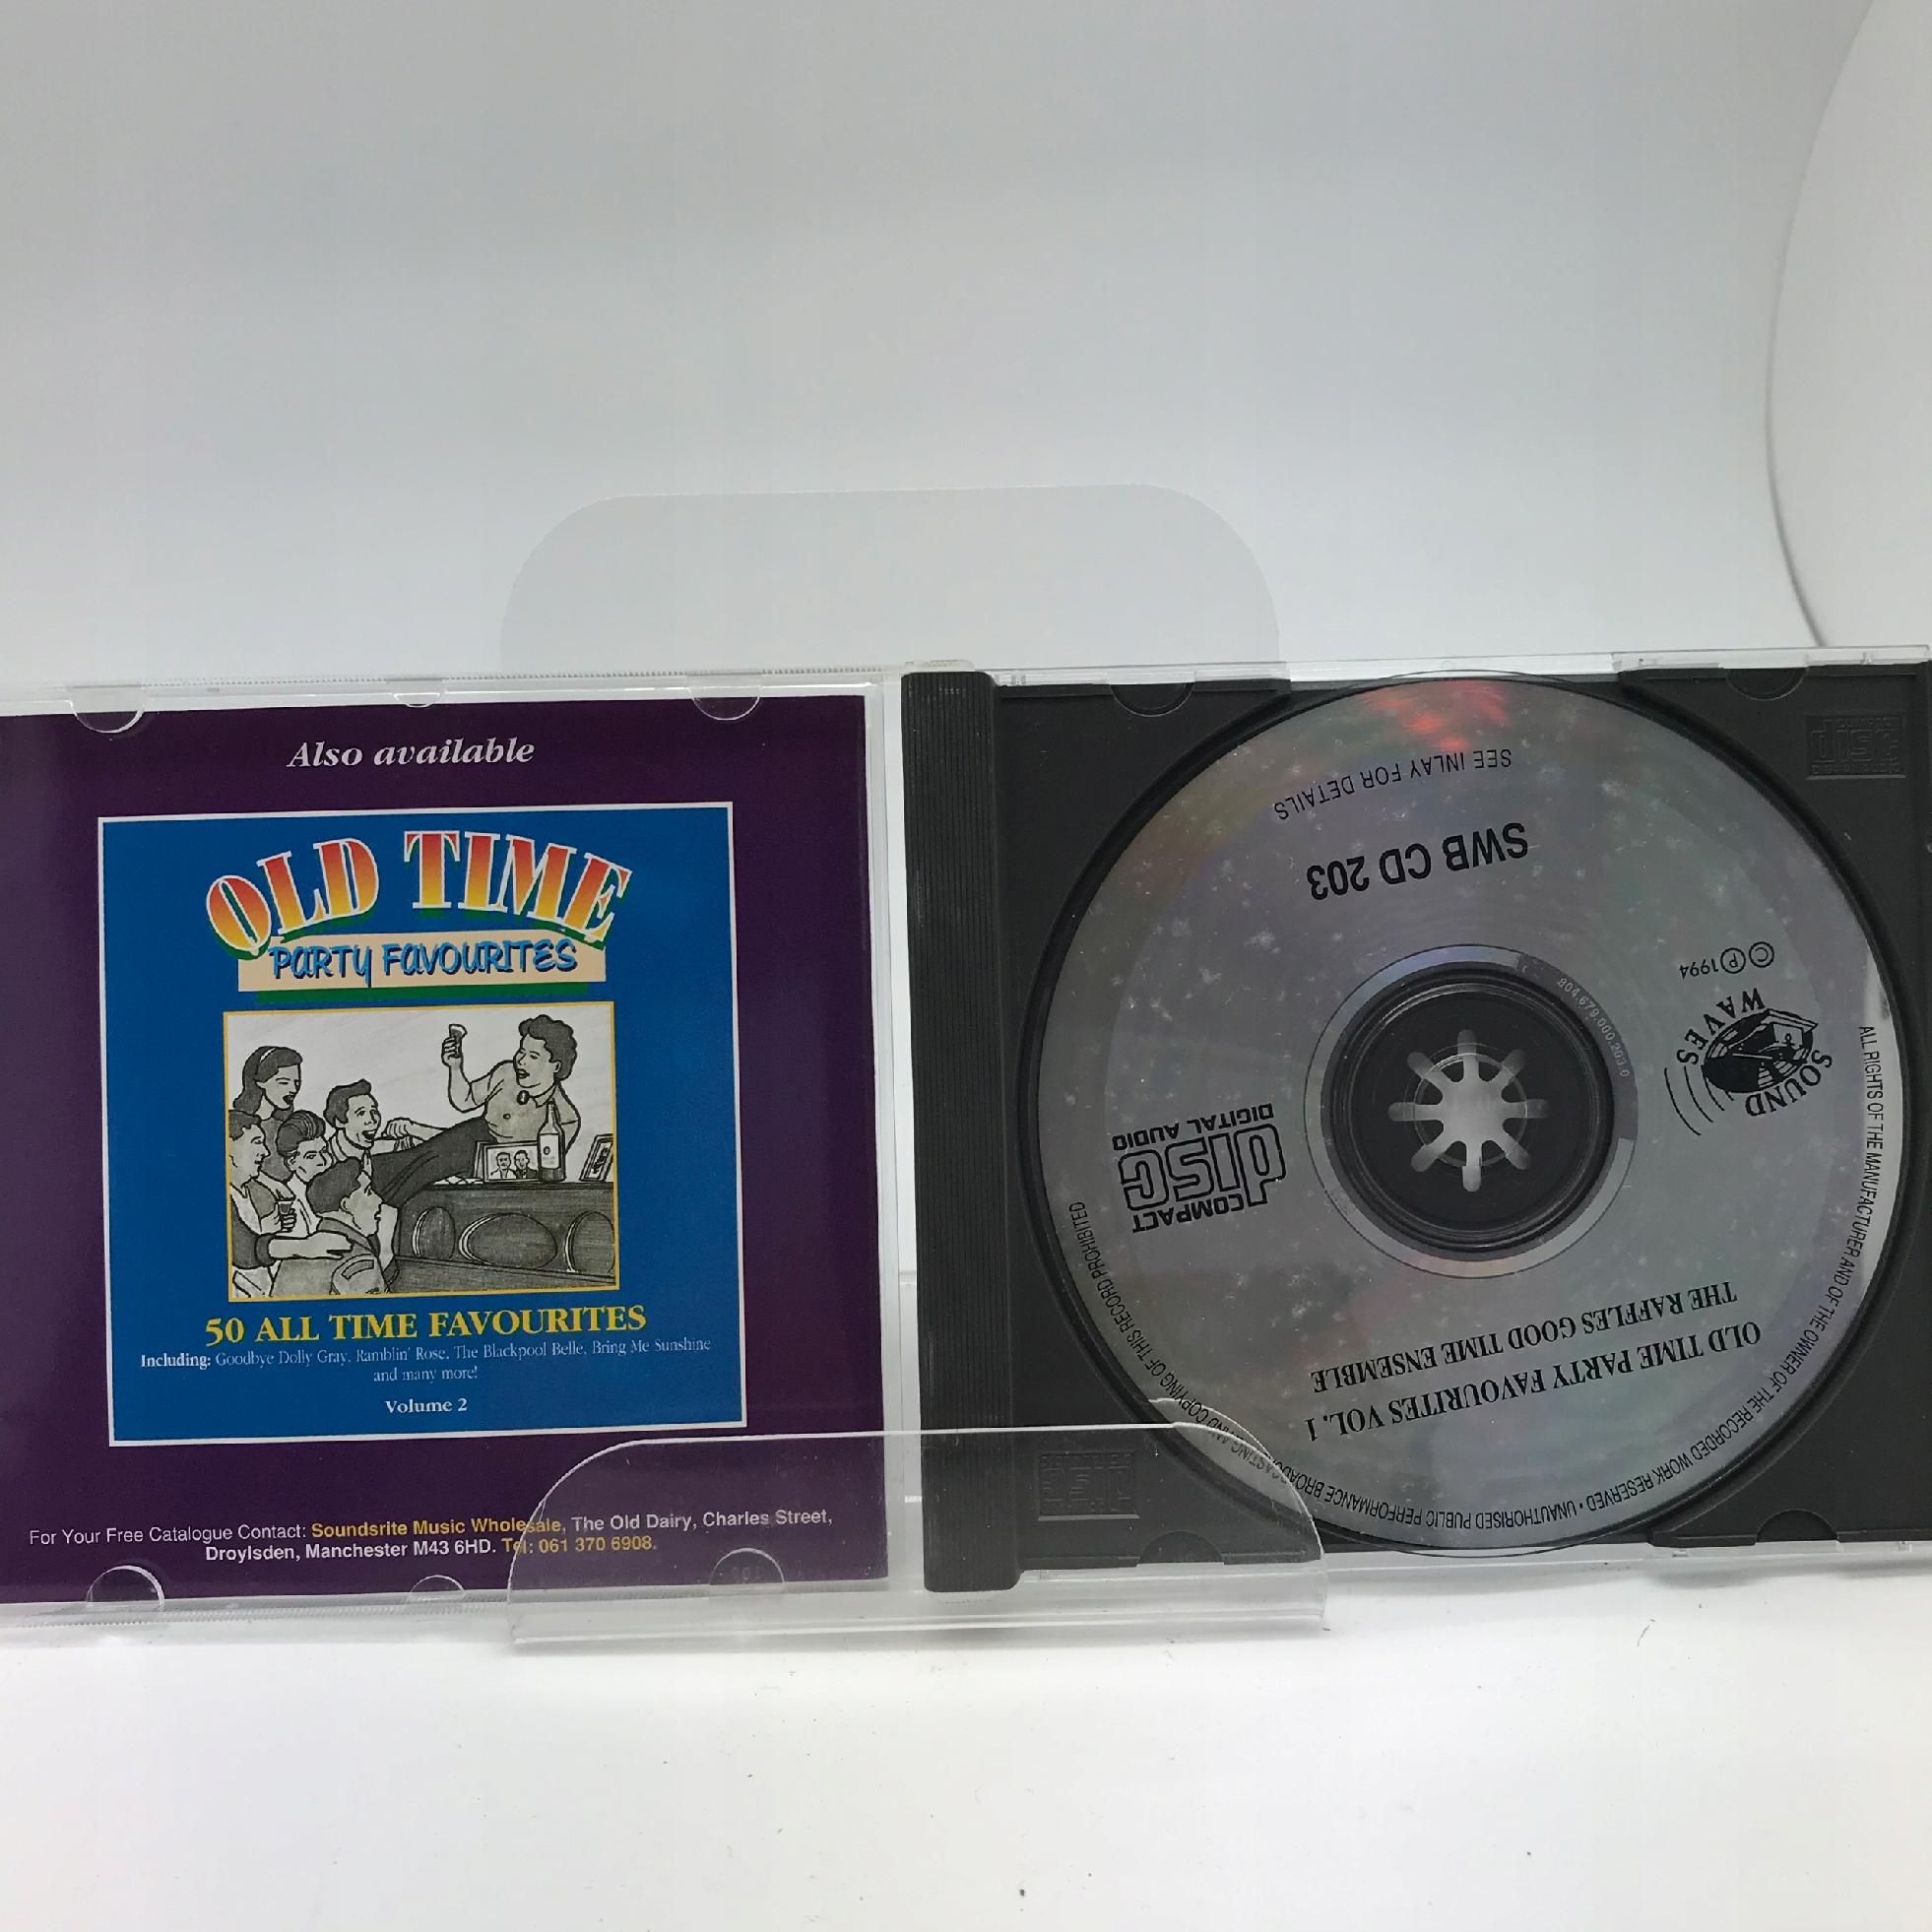 Also available
OLD TIME
PARTY FAVOURITES
50 ALL TIME FAVOURITES
Including: Goodbye Dolly Gray, Ramblin' Rose, The Blackpool Belle, Bring Me Sunshine
and many more!
Volume 2
For Your Free Catalogue Contact: Soundsrite Music Wholesale, The Old Dairy, Charles Street,
Droylsden, Manchester M43 6HD. Tel: 061 370 6908.
OLD TIME PARTY FAVOURITES VOL. 1
THE RAFFLES GOOD TIME ENSEMBLE
COMPACT
disc
DIGITAL AUDIO
SOUND
WAVES
©℗1994
SWB CD 203
SEE INLAY FOR DETAILS
ALL RIGHTS OF THE MANUFACTURER AND OF THE OWNER OF THE RECORDED WORK RESERVED • UNAUTHORISED PUBLIC PERFORMANCE BROADCASTING AND COPYING OF THIS RECORD PROHIBITED
804.679.000.203.0